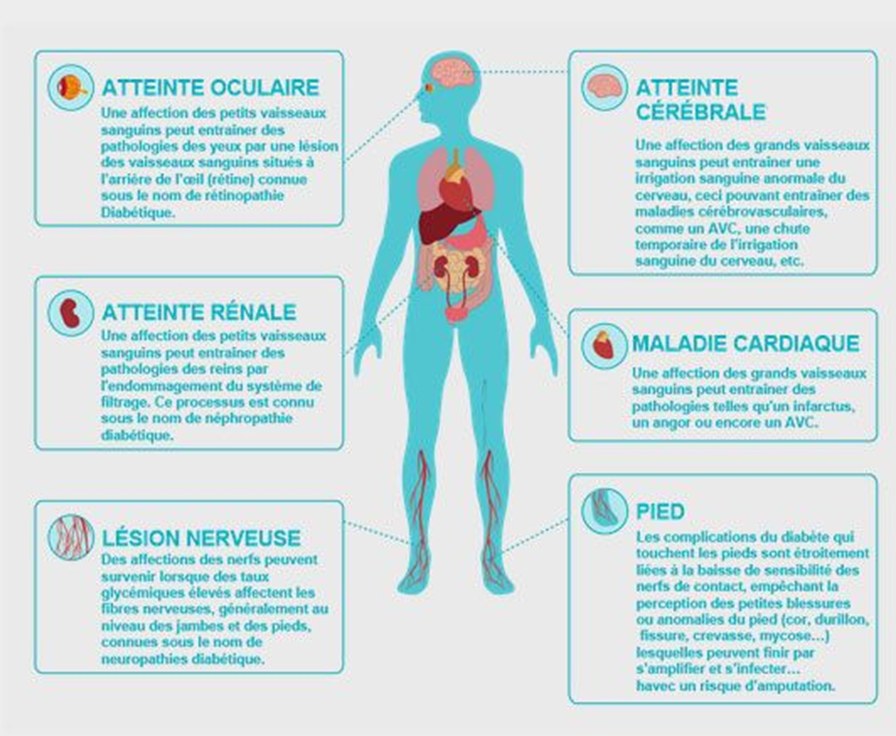 ATTEINTE OCULAIRE
Une affection des petits vaisseaux
sanguins peut entrainer des
pathologies des yeux par une lésion
des vaisseaux sanguins situés à
l'arrière de l'œil (rétine) connue
sous le nom de rétinopathie
Diabétique.
ATTEINTE RÉNALE
Une affection des petits vaisseaux
sanguins peut entrainer des
pathologies des reins par
l'endommagement du système de
filtrage. Ce processus est connu
sous le nom de néphropathie
diabétique.
LÉSION NERVEUSE
Des affections des nerfs peuvent
survenir lorsque des taux
glycémiques élevés affectent les
fibres nerveuses, généralement au
niveau des jambes et des pieds,
connues sous le nom de
neuropathies diabétique.
ATTEINTE
CÉRÉBRALE
Une affection des grands vaisseaux
sanguins peut entrainer une
irrigation sanguine anormale du
cerveau, ceci pouvant entraîner des
maladies cérébrovasculaires,
comme un AVC, une chute
temporaire de l'irrigation
sanguine du cerveau, etc.
MALADIE CARDIAQUE
Une affection des grands vaisseaux
sanguins peut entrainer des
pathologies telles qu'un infarctus,
un angor ou encore un AVC.
PIED
Les complications du diabète qui
touchent les pieds sont étroitement
liées à la baisse de sensibilité des
nerfs de contact, empêchant la
perception des petites blessures
ou anomalies du pied (cor, durillon,
fissure, crevasse, mycose...)
lesquelles peuvent finir par
s'amplifier et s'infecter...
havec un risque d'amputation.